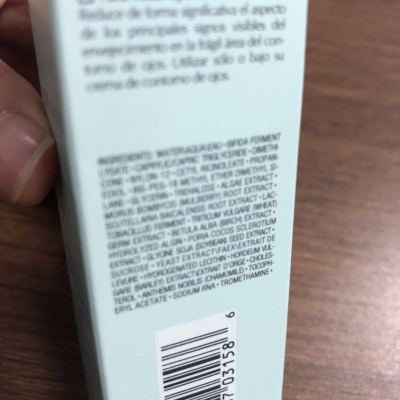 Reduce de forma significativa el aspecto
de los principales signos visibles del
envejecimiento en la frágil área del con-
torno de ojos. Utilizar sólo o bajo su
crema de contorno de ojos.
INGREDIENTS: WATER\AQUA\EAU • BIFIDA FERMENT
LYSATE • CAPRYLIC/CAPRIC TRIGLYCERIDE • DIMETHI-
CONE • NYLON-12 • CETYL RICINOLEATE • PROPAN-
EDIOL • BIS-PEG-18 METHYL ETHER DIMETHYL SI-
LANE • GLYCERIN • TREHALOSE • ALGAE EXTRACT •
MORUS BOMBYCIS (MULBERRY) ROOT EXTRACT •
SCUTELLARIA BAICALENSIS ROOT EXTRACT • LAC-
TOBACILLUS FERMENT • TRITICUM VULGARE (WHEAT)
GERM EXTRACT • BETULA ALBA (BIRCH) EXTRACT •
HYDROLYZED ALGIN • PORIA COCOS SCLEROTIUM
EXTRACT • GLYCINE SOJA (SOYBEAN) SEED EXTRACT •
SUCROSE • YEAST EXTRACT\FAEX\EXTRAIT DE
LEVURE • HYDROGENATED LECITHIN • HORDEUM VUL-
GARE (BARLEY) EXTRACT\EXTRAIT D'ORGE • CHOLES-
TEROL • ANTHEMIS NOBILIS (CHAMOMILE) • TOCOPH-
ERYL ACETATE • SODIUM RNA • TROMETHAMINE •
7 03158 6